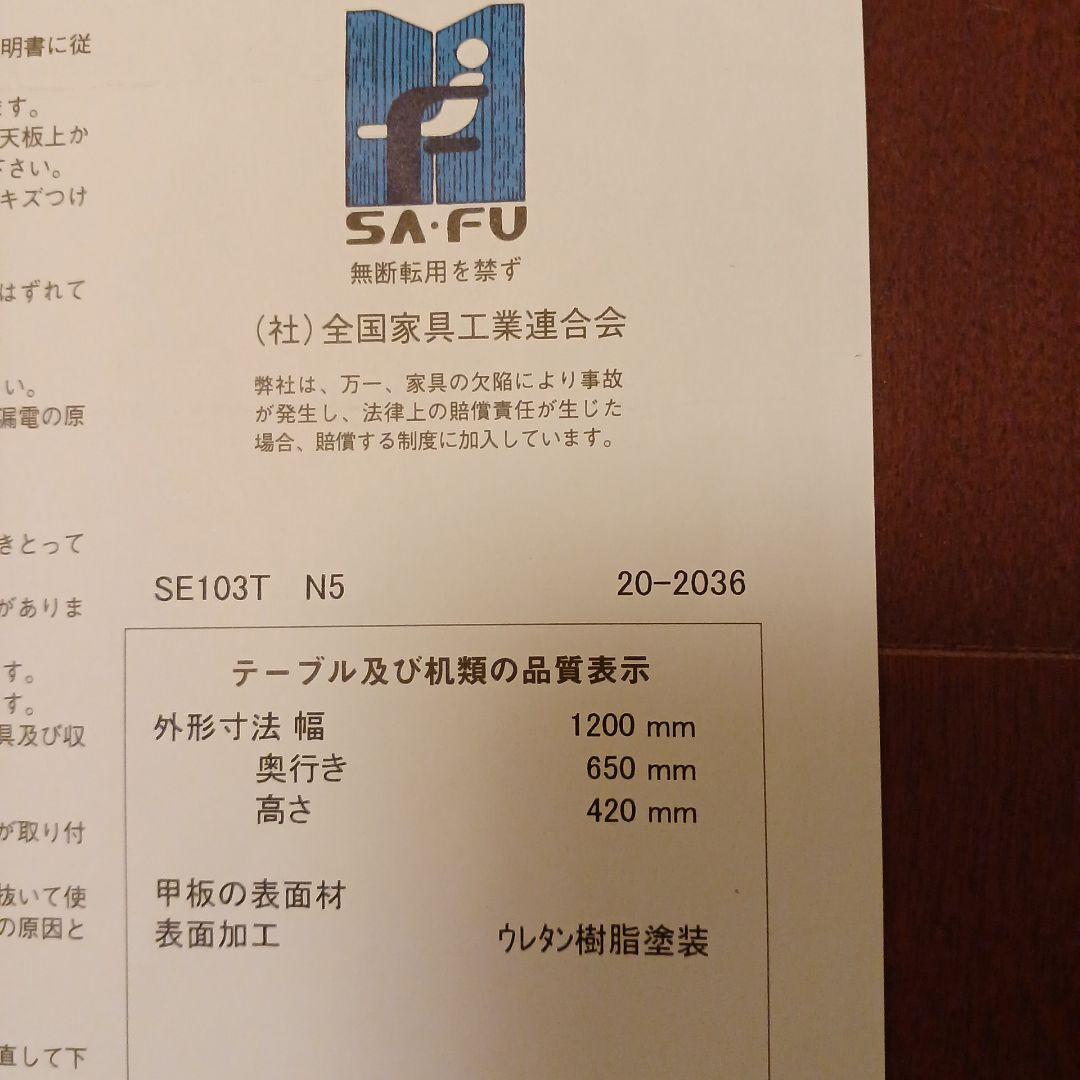 明書に従
ます。
天板上か
下さい。
キズつけ
はずれて
い。
漏電の原
きとって
がありま
す。
す。
具及び収
が取り付
抜いて使
の原因と
直して下
SA・FU
無断転用を禁ず
(社)全国家具工業連合会
弊社は、万一、家具の欠陥により事故
が発生し、法律上の賠償責任が生じた
場合、賠償する制度に加入しています。
SE103T N5 20-2036
テーブル及び机類の品質表示
外形寸法 幅 1200 mm
奥行き 650 mm
高さ 420 mm
甲板の表面材
表面加工 ウレタン樹脂塗装